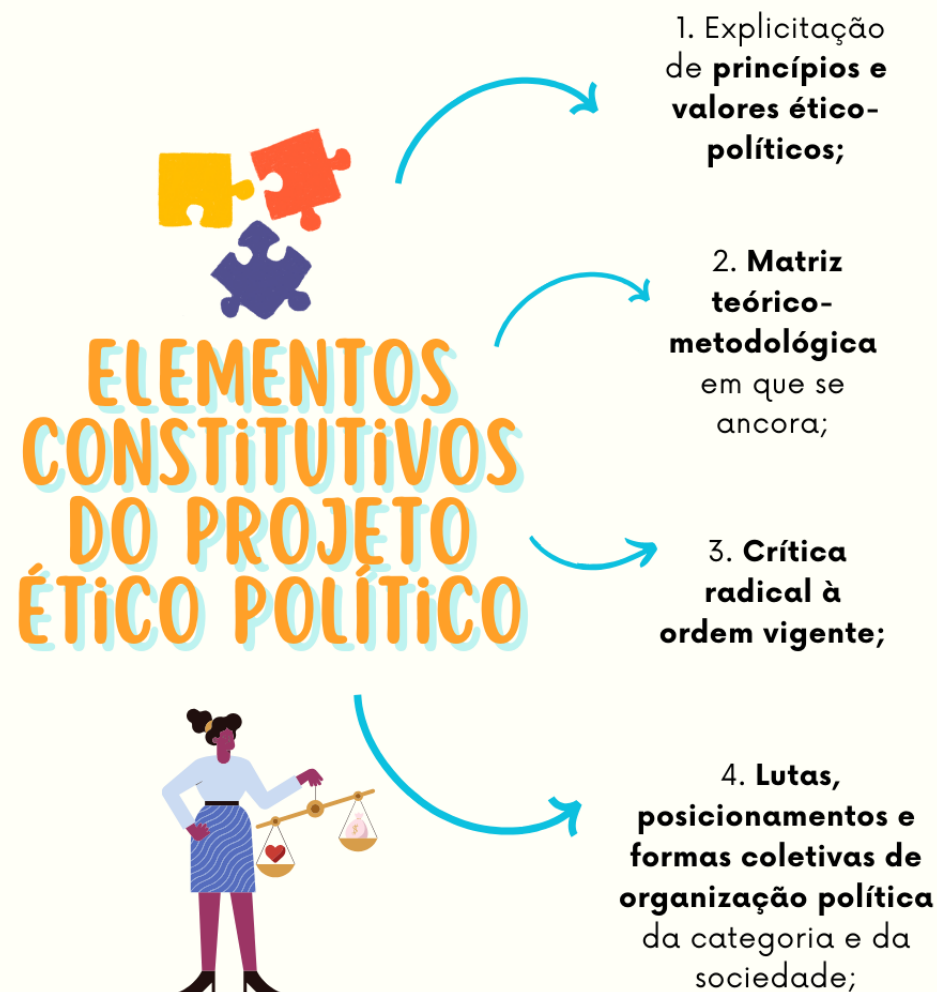 ELEMENTOS
CONSTITUTIVOS
DO PROJETO
ÉTICO POLÍTICO
1. Explicitação
de princípios e
valores ético-
políticos;
2. Matriz
teórico-
metodológica
em que se
ancora;
3. Crítica
radical à
ordem vigente;
4. Lutas,
posicionamentos e
formas coletivas de
organização política
da categoria e da
sociedade;
$